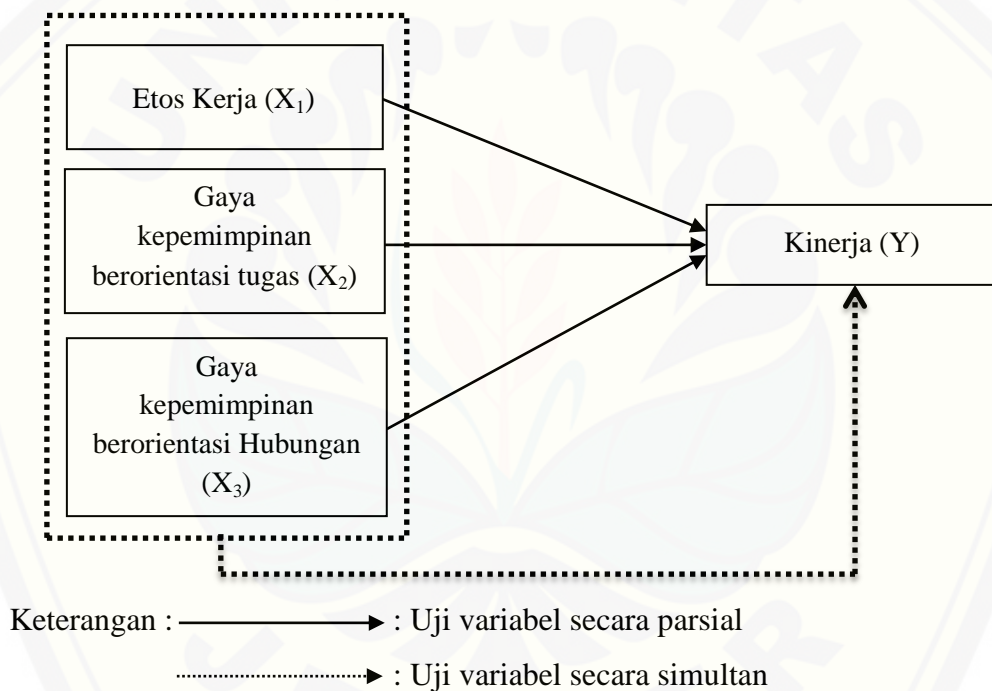 Etos Kerja (X₁)
Gaya
kepemimpinan
berorientasi tugas (X₂)
Gaya
kepemimpinan
berorientasi Hubungan
(X₃)
Kinerja (Y)
Keterangan : : Uji variabel secara parsial
: Uji variabel secara simultan